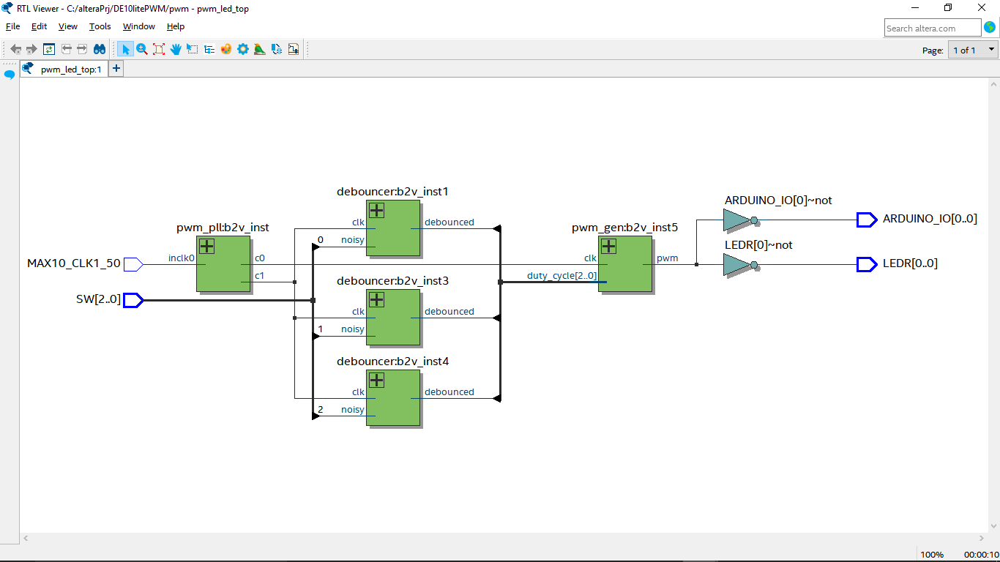 RTL Viewer - C:/alteraPrj/DE10litePWM/pwm - pwm_led_top
File Edit View Tools Window Help
Search altera.com
Page: 1 of 1
pwm_led_top:1
debouncer:b2v_inst1
clk debounced
0 noisy
pwm_pll:b2v_inst
MAX10_CLK1_50 inclk0 c0
c1
SW[2..0]
debouncer:b2v_inst3
clk debounced
1 noisy
debouncer:b2v_inst4
clk debounced
2 noisy
pwm_gen:b2v_inst5
clk pwm
duty_cycle[2..0]
ARDUINO_IO[0]~not
ARDUINO_IO[0..0]
LEDR[0]~not
LEDR[0..0]
100% 00:00:10